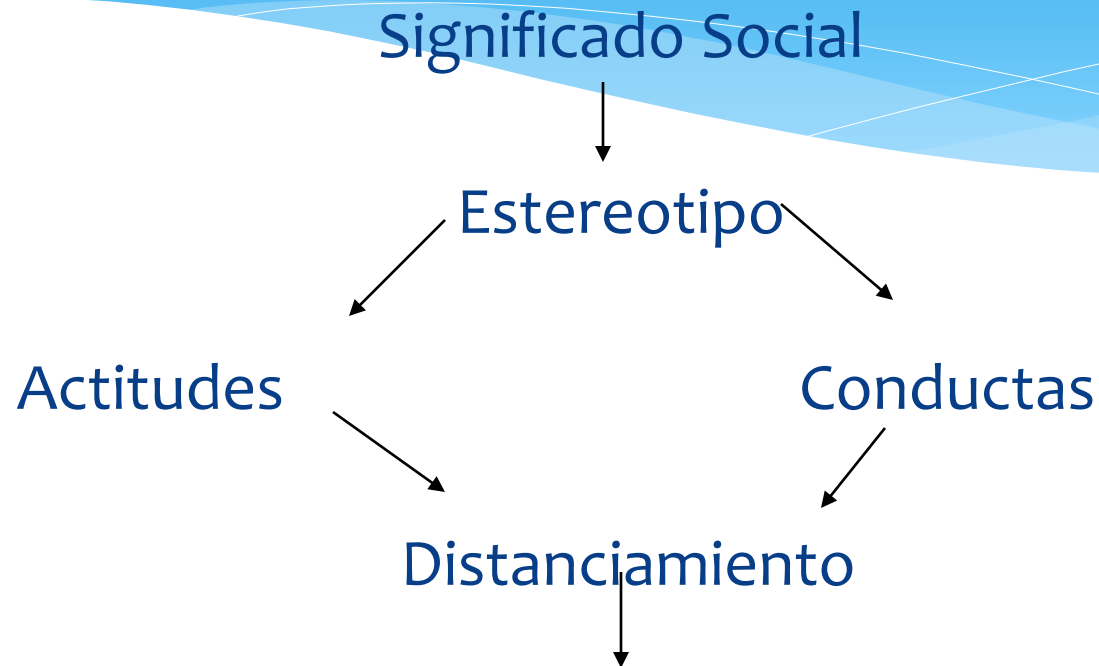 Significado Social
Estereotipo
Actitudes
Conductas
Distanciamiento